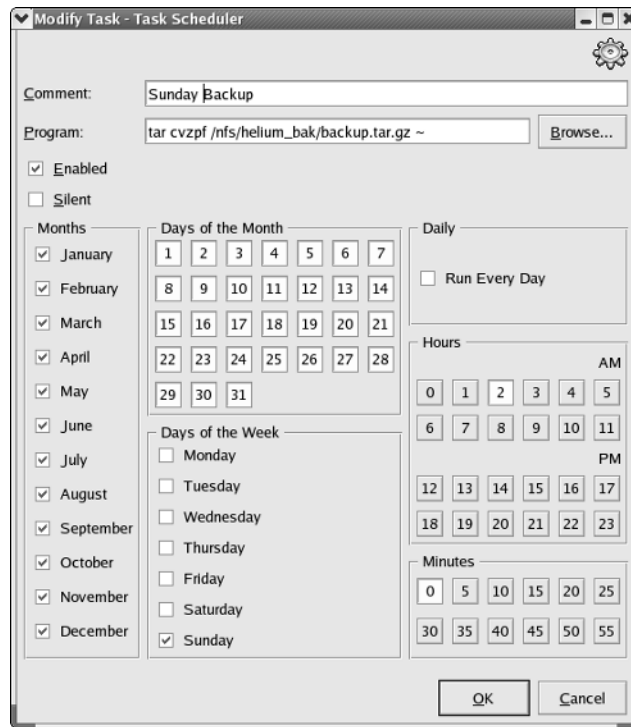 Modify Task - Task Scheduler
Comment: Sunday Backup
Program: tar cvzpf /nfs/helium_bak/backup.tar.gz ~ Browse...
Enabled
Silent
Months
January
February
March
April
May
June
July
August
September
October
November
December
Days of the Month
1 2 3 4 5 6 7
8 9 10 11 12 13 14
15 16 17 18 19 20 21
22 23 24 25 26 27 28
29 30 31
Days of the Week
Monday
Tuesday
Wednesday
Thursday
Friday
Saturday
Sunday
Daily
Run Every Day
Hours
AM
0 1 2 3 4 5
6 7 8 9 10 11
PM
12 13 14 15 16 17
18 19 20 21 22 23
Minutes
0 5 10 15 20 25
30 35 40 45 50 55
OK Cancel